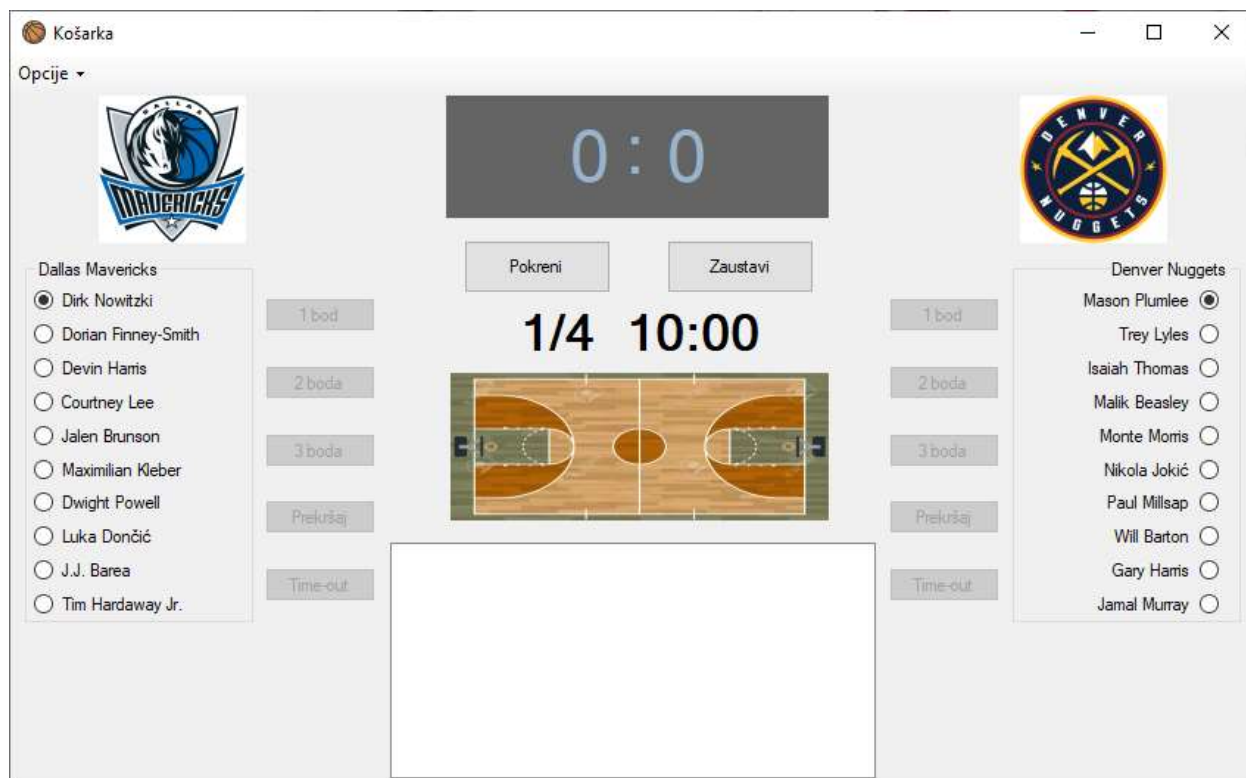 Košarka
Opcije
DALLAS
MAVERICKS
0 : 0
DENVER
NUGGETS
Pokreni
Zaustavi
1/4 10:00
Dallas Mavericks
Dirk Nowitzki
Dorian Finney-Smith
Devin Harris
Courtney Lee
Jalen Brunson
Maximilian Kleber
Dwight Powell
Luka Dončić
J.J. Barea
Tim Hardaway Jr.
1 bod
2 boda
3 boda
Prekršaj
Time-out
1 bod
2 boda
3 boda
Prekršaj
Time-out
Denver Nuggets
Mason Plumlee
Trey Lyles
Isaiah Thomas
Malik Beasley
Monte Morris
Nikola Jokić
Paul Millsap
Will Barton
Gary Harris
Jamal Murray